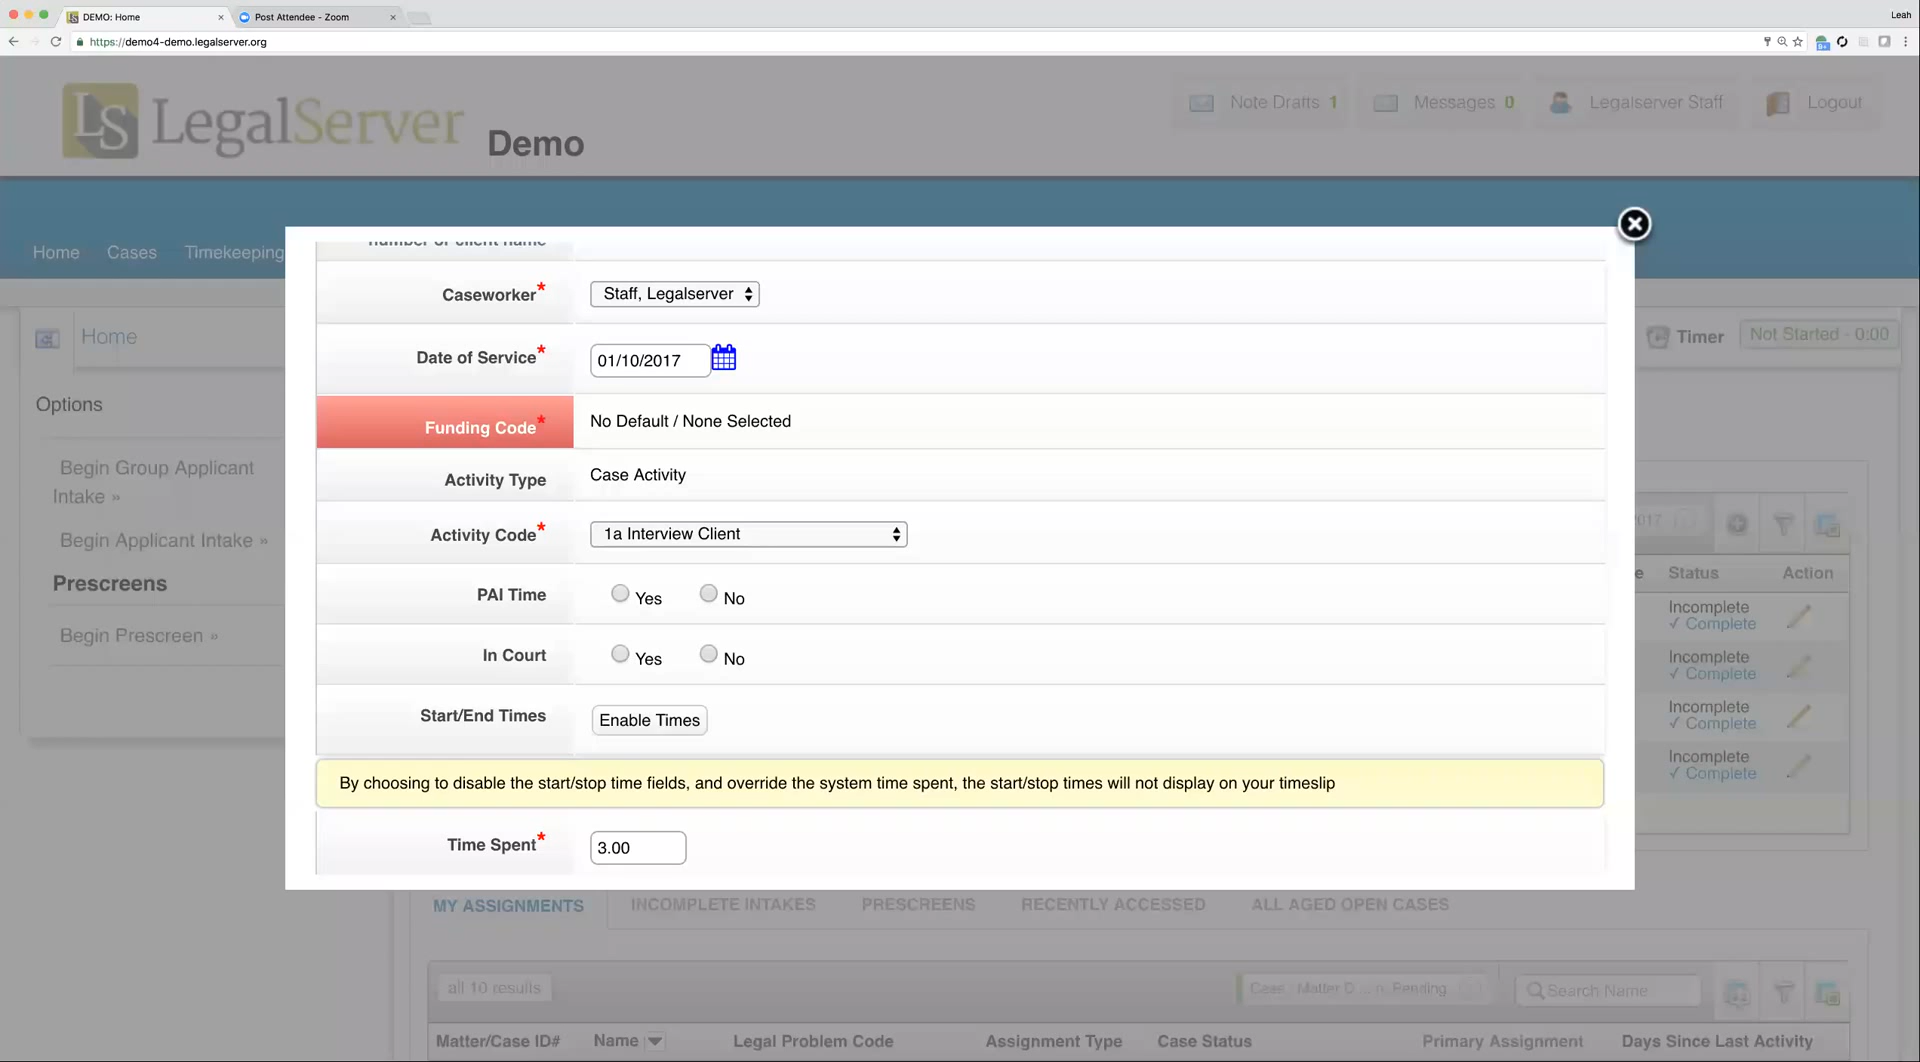 DEMO: Home
Post Attendee - Zoom
Leah
https://demo4-demo.legalserver.org
LS LegalServer Demo
Note Drafts 1
Messages 0
Legalserver Staff
Logout
Home
Cases
Timekeeping
Home
Timer
Not Started - 0:00
Options
Begin Group Applicant
Intake »
Begin Applicant Intake »
Prescreens
Begin Prescreen »
number or client name
Caseworker*
Staff, Legalserver
Date of Service*
01/10/2017
Funding Code*
No Default / None Selected
Activity Type
Case Activity
Activity Code*
1a Interview Client
PAI Time
Yes
No
In Court
Yes
No
Start/End Times
Enable Times
By choosing to disable the start/stop time fields, and override the system time spent, the start/stop times will not display on your timeslip
Time Spent*
3.00
2017
e
Status
Action
Incomplete
✓ Complete
Incomplete
✓ Complete
Incomplete
✓ Complete
Incomplete
✓ Complete
MY ASSIGNMENTS
INCOMPLETE INTAKES
PRESCREENS
RECENTLY ACCESSED
ALL AGED OPEN CASES
all 10 results
Case / Matter D ... n, Pending
Search Name
Matter/Case ID#
Name
Legal Problem Code
Assignment Type
Case Status
Primary Assignment
Days Since Last Activity